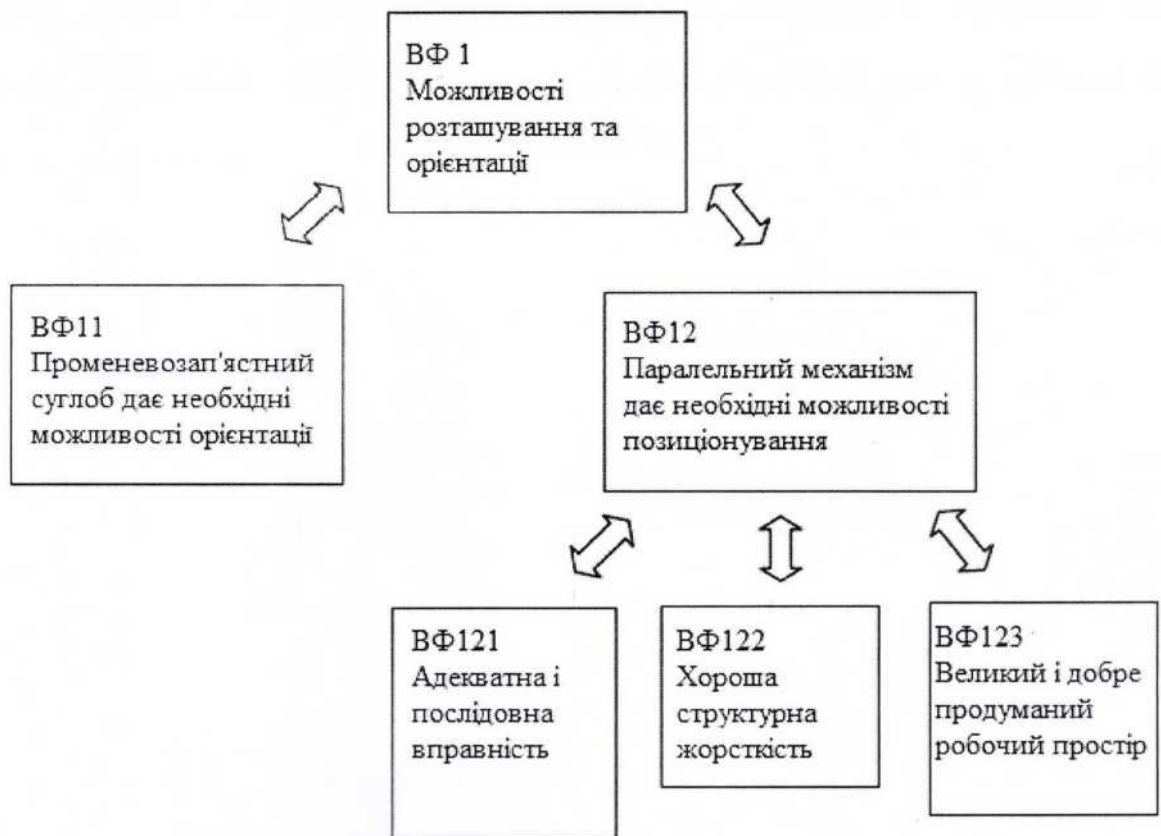 ВФ 1
Можливості
розташування та
орієнтації
ВФ11
Променевозап'ястний
суглоб дає необхідні
можливості орієнтації
ВФ12
Паралельний механізм
дає необхідні можливості
позиціонування
ВФ121
Адекватна і
послідовна
вправність
ВФ122
Хороша
структурна
жорсткість
ВФ123
Великий і добре
продуманий
робочий простір